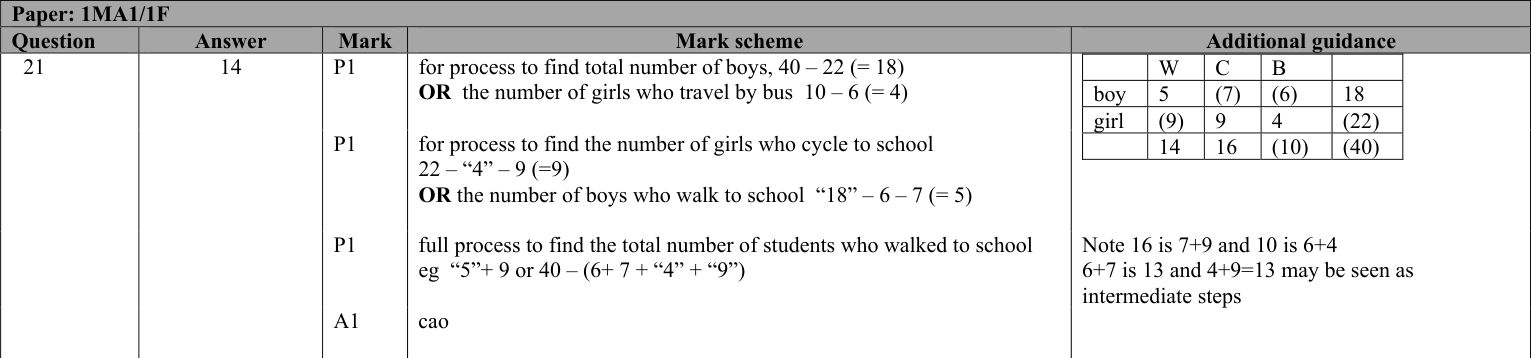 Paper: 1MA1/1F
Question Answer Mark Mark scheme Additional guidance
21 14 P1 for process to find total number of boys, 40 – 22 (= 18)
OR the number of girls who travel by bus 10 – 6 (= 4)
P1 for process to find the number of girls who cycle to school
22 – “4” – 9 (=9)
OR the number of boys who walk to school “18” – 6 – 7 (= 5)
P1 full process to find the total number of students who walked to school
eg “5”+ 9 or 40 – (6+ 7 + “4” + “9”)
A1 cao
W C B
boy 5 (7) (6) 18
girl (9) 9 4 (22)
14 16 (10) (40)
Note 16 is 7+9 and 10 is 6+4
6+7 is 13 and 4+9=13 may be seen as
intermediate steps